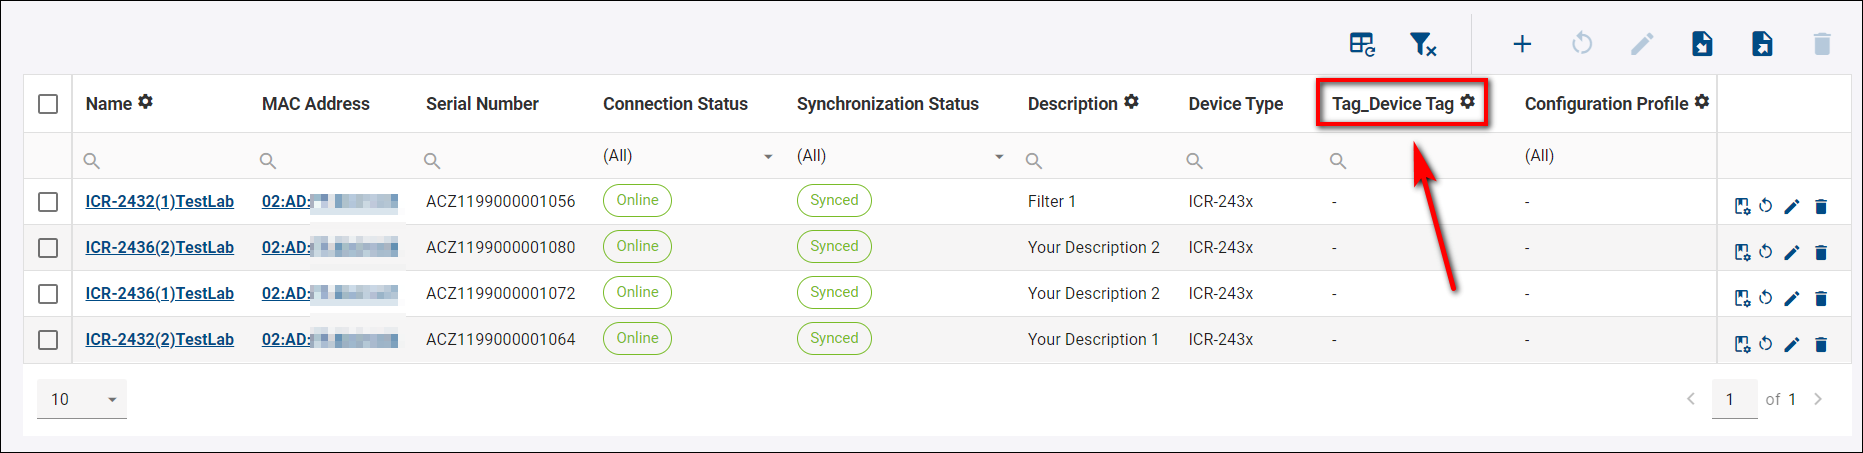 Name MAC Address Serial Number Connection Status Synchronization Status Description Device Type Tag_Device Tag Configuration Profile
(All) (All) (All)
ICR-2432(1)TestLab 02:AD: ACZ1199000001056 Online Synced Filter 1 ICR-243x - -
ICR-2436(2)TestLab 02:AD: ACZ1199000001080 Online Synced Your Description 2 ICR-243x - -
ICR-2436(1)TestLab 02:AD: ACZ1199000001072 Online Synced Your Description 2 ICR-243x - -
ICR-2432(2)TestLab 02:AD: ACZ1199000001064 Online Synced Your Description 1 ICR-243x - -
10 1 of 1